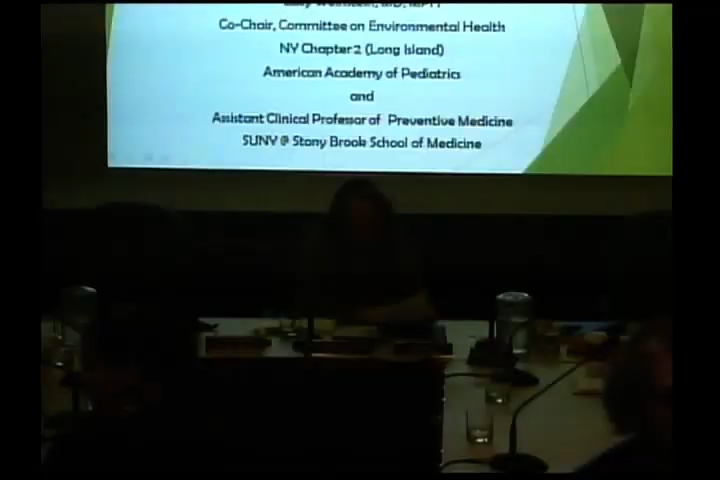 Co-Chair, Committee on Environmental Health
NY Chapter 2 (Long Island)
American Academy of Pediatrics
and
Assistant Clinical Professor of Preventive Medicine
SUNY @ Stony Brook School of Medicine